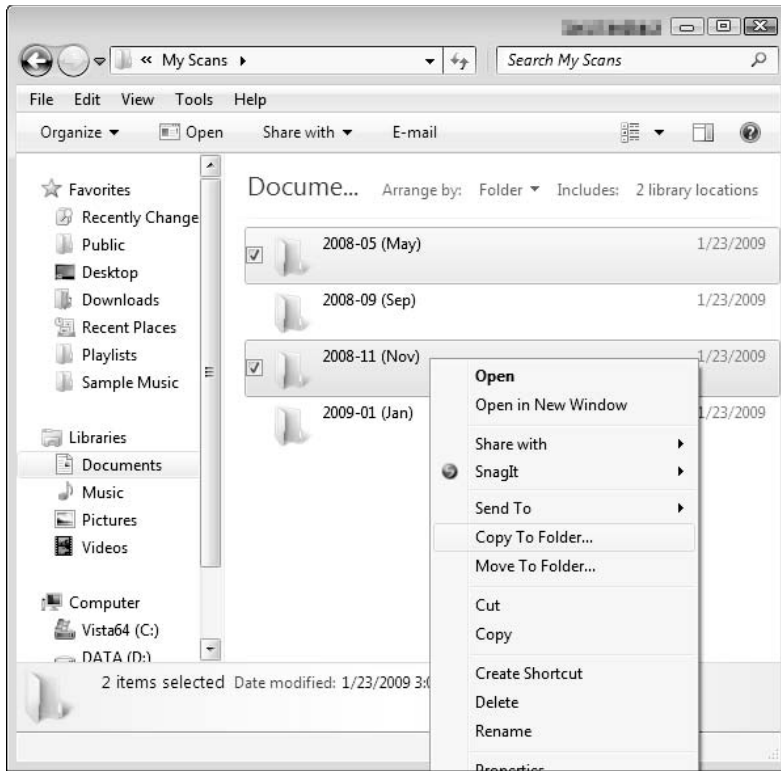 « My Scans
Search My Scans
File Edit View Tools Help
Organize Open Share with E-mail
Favorites
Recently Change
Public
Desktop
Downloads
Recent Places
Playlists
Sample Music
Libraries
Documents
Music
Pictures
Videos
Computer
Vista64 (C:)
DATA (D:)
Docume... Arrange by: Folder Includes: 2 library locations
2008-05 (May) 1/23/2009
2008-09 (Sep) 1/23/2009
2008-11 (Nov) 1/23/2009
2009-01 (Jan) 1/23/2009
Open
Open in New Window
Share with
SnagIt
Send To
Copy To Folder...
Move To Folder...
Cut
Copy
Create Shortcut
Delete
Rename
Properties
2 items selected Date modified: 1/23/2009 3:0